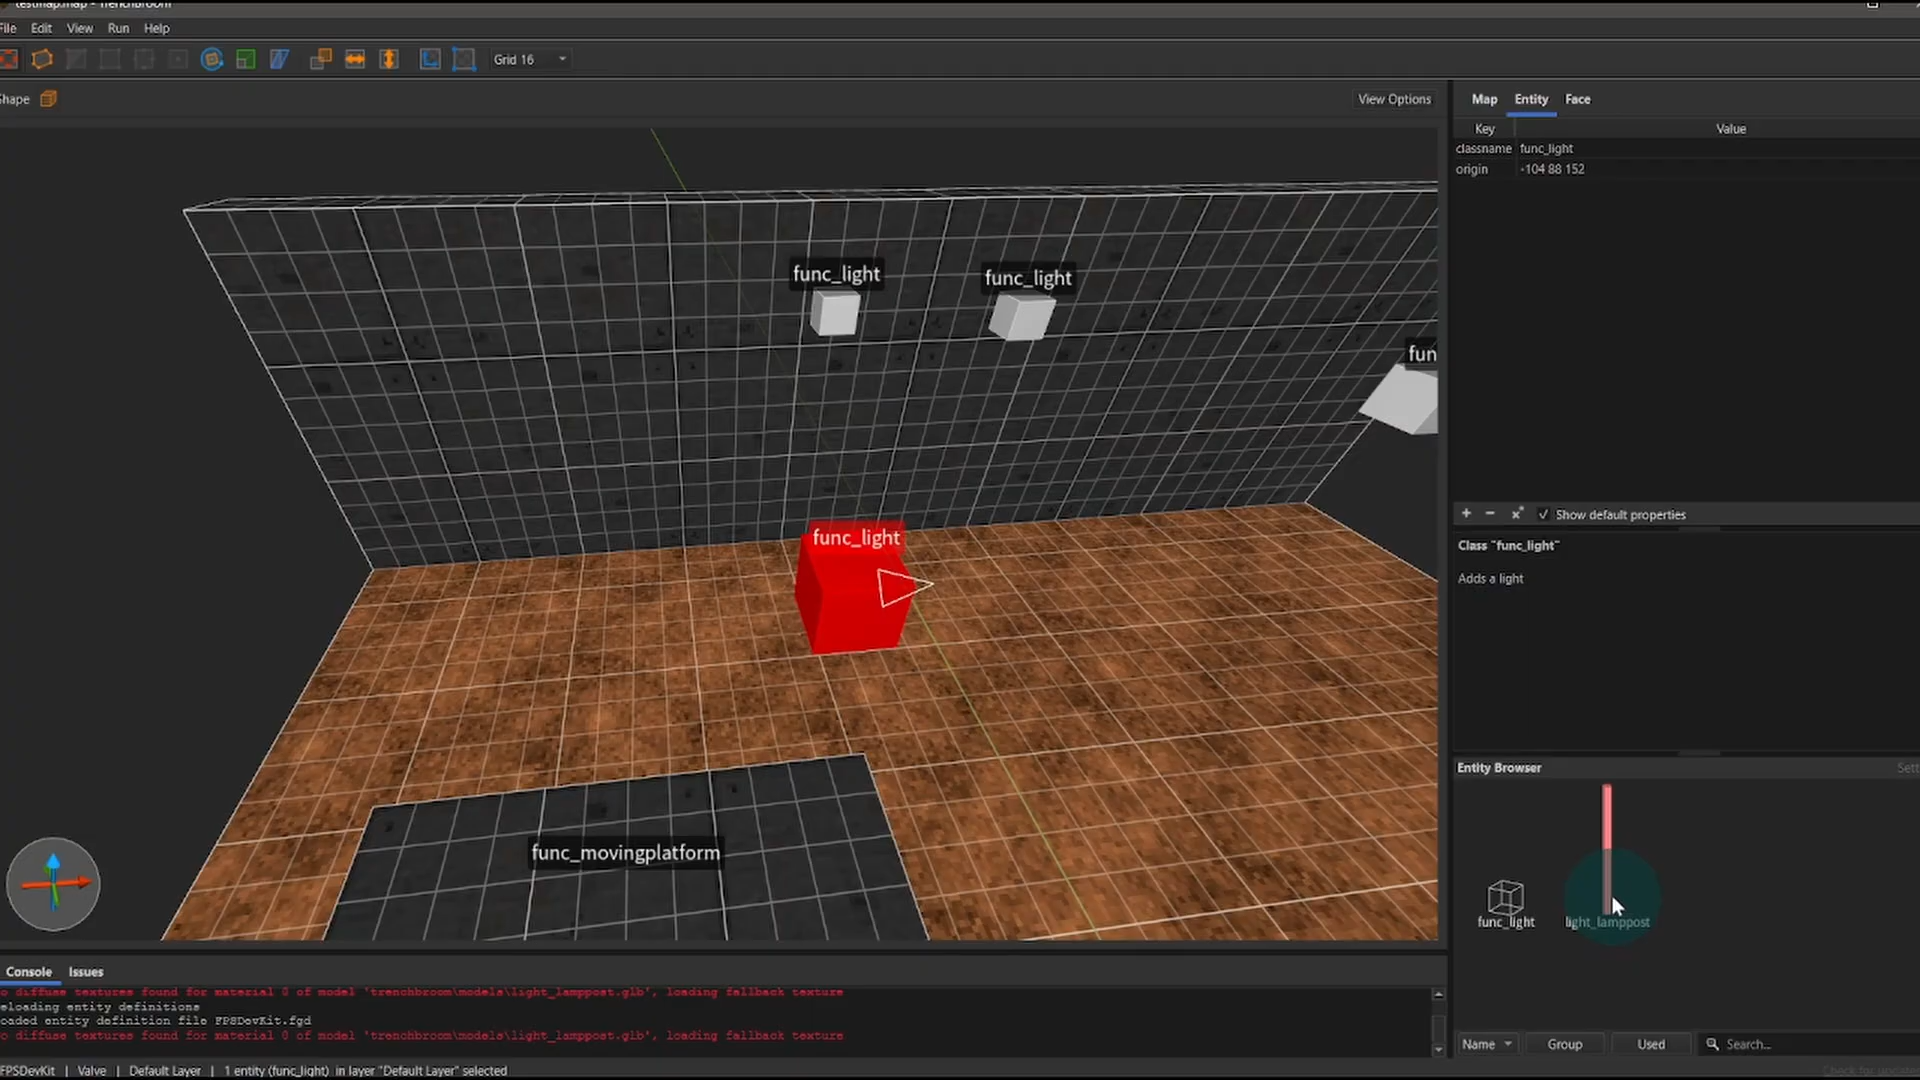 testmap.map - TrenchBroom
File Edit View Run Help
Grid 16
Shape
View Options
Map Entity Face
Key Value
classname func_light
origin -104 88 152
func_light
func_light
fun
func_light
func_movingplatform
Show default properties
Class "func_light"
Adds a light
Entity Browser
Sett
func_light
light_lamppost
Console Issues
o diffuse textures found for material 0 of model 'trenchbroom\models\light_lamppost.glb', loading fallback texture
eloading entity definitions
oaded entity definition file FPSDevKit.fgd
o diffuse textures found for material 0 of model 'trenchbroom\models\light_lamppost.glb', loading fallback texture
Name Group Used Search...
FPSDevKit | Valve | Default Layer | 1 entity (func_light) in layer "Default Layer" selected
Check for updates